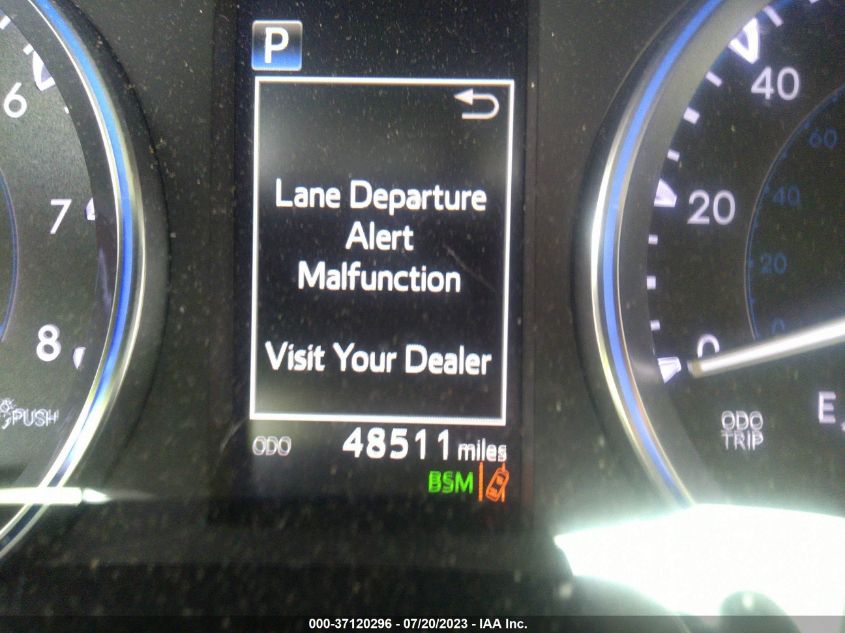 P
Lane Departure
Alert
Malfunction
Visit Your Dealer
ODO 48511 miles
BSM
6
7
8
PUSH
40
20
0
60
40
20
0
ODO
TRIP
E
000-37120296 - 07/20/2023 - IAA Inc.